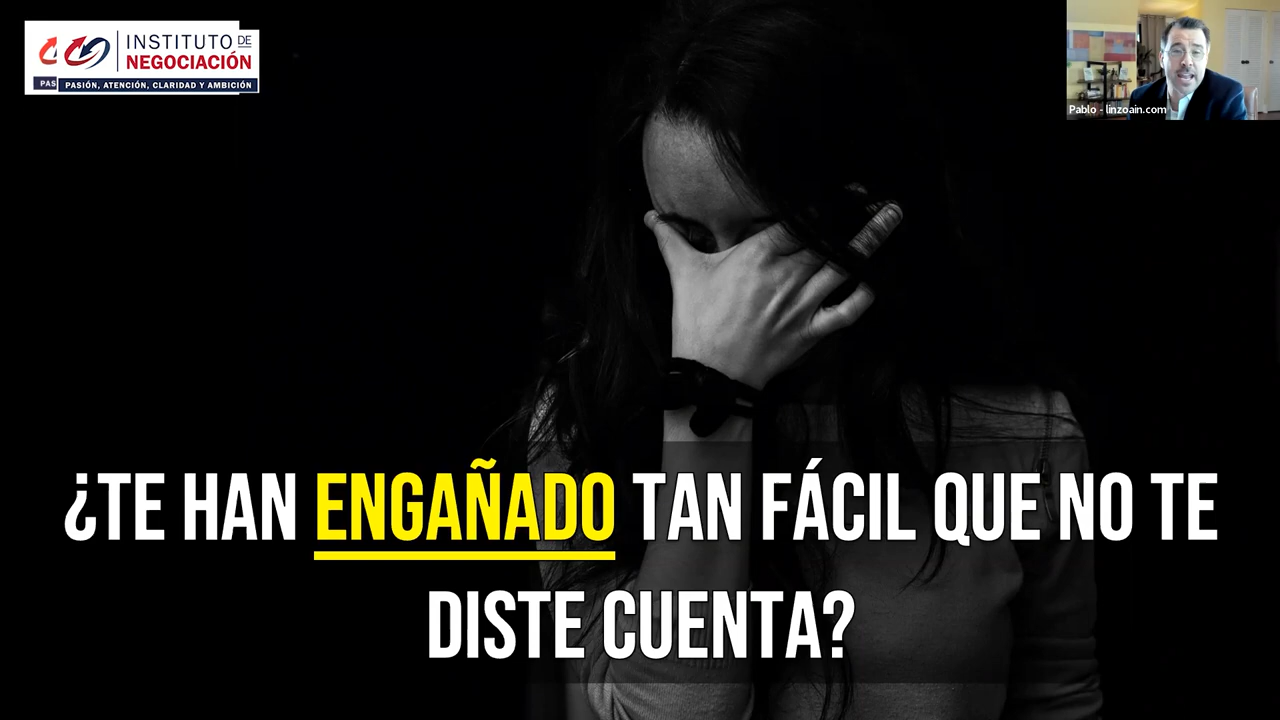 INSTITUTO DE
NEGOCIACIÓN
PAS
PASIÓN, ATENCIÓN, CLARIDAD Y AMBICIÓN
Pablo - linzoain.com
¿TE HAN ENGAÑADO TAN FÁCIL QUE NO TE
DISTE CUENTA?